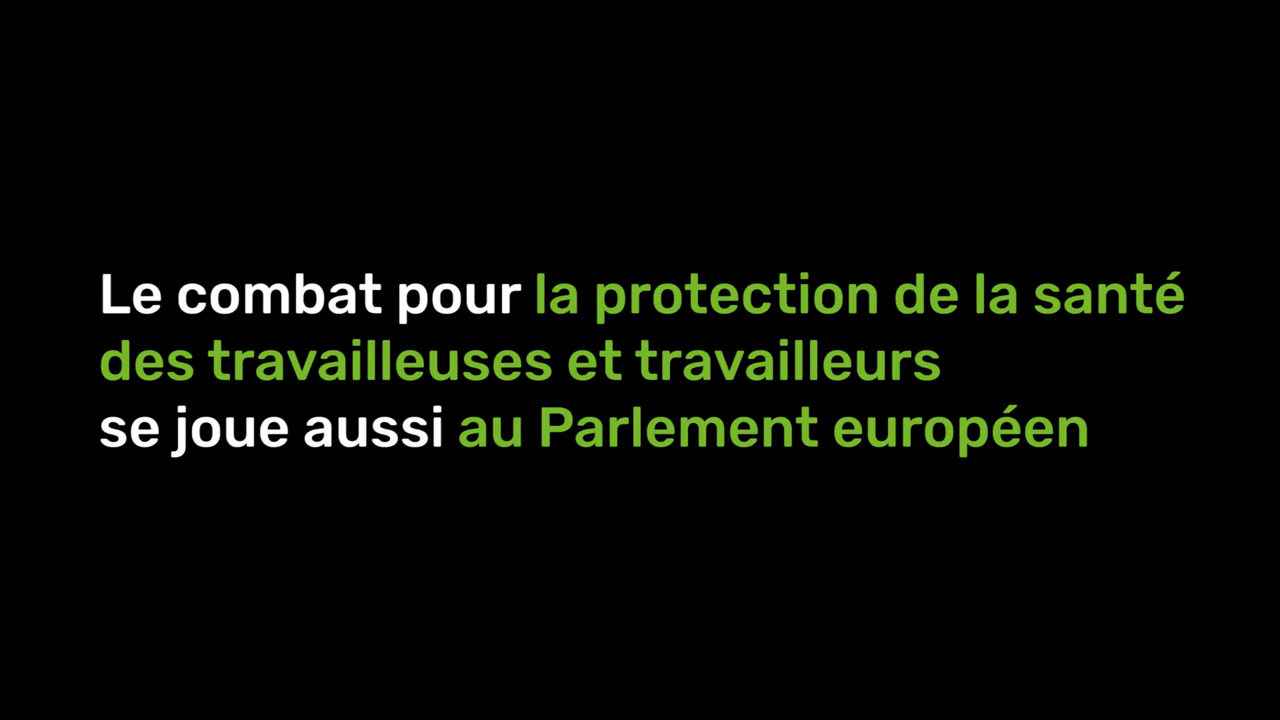 Le combat pour la protection de la santé
des travailleuses et travailleurs
se joue aussi au Parlement européen